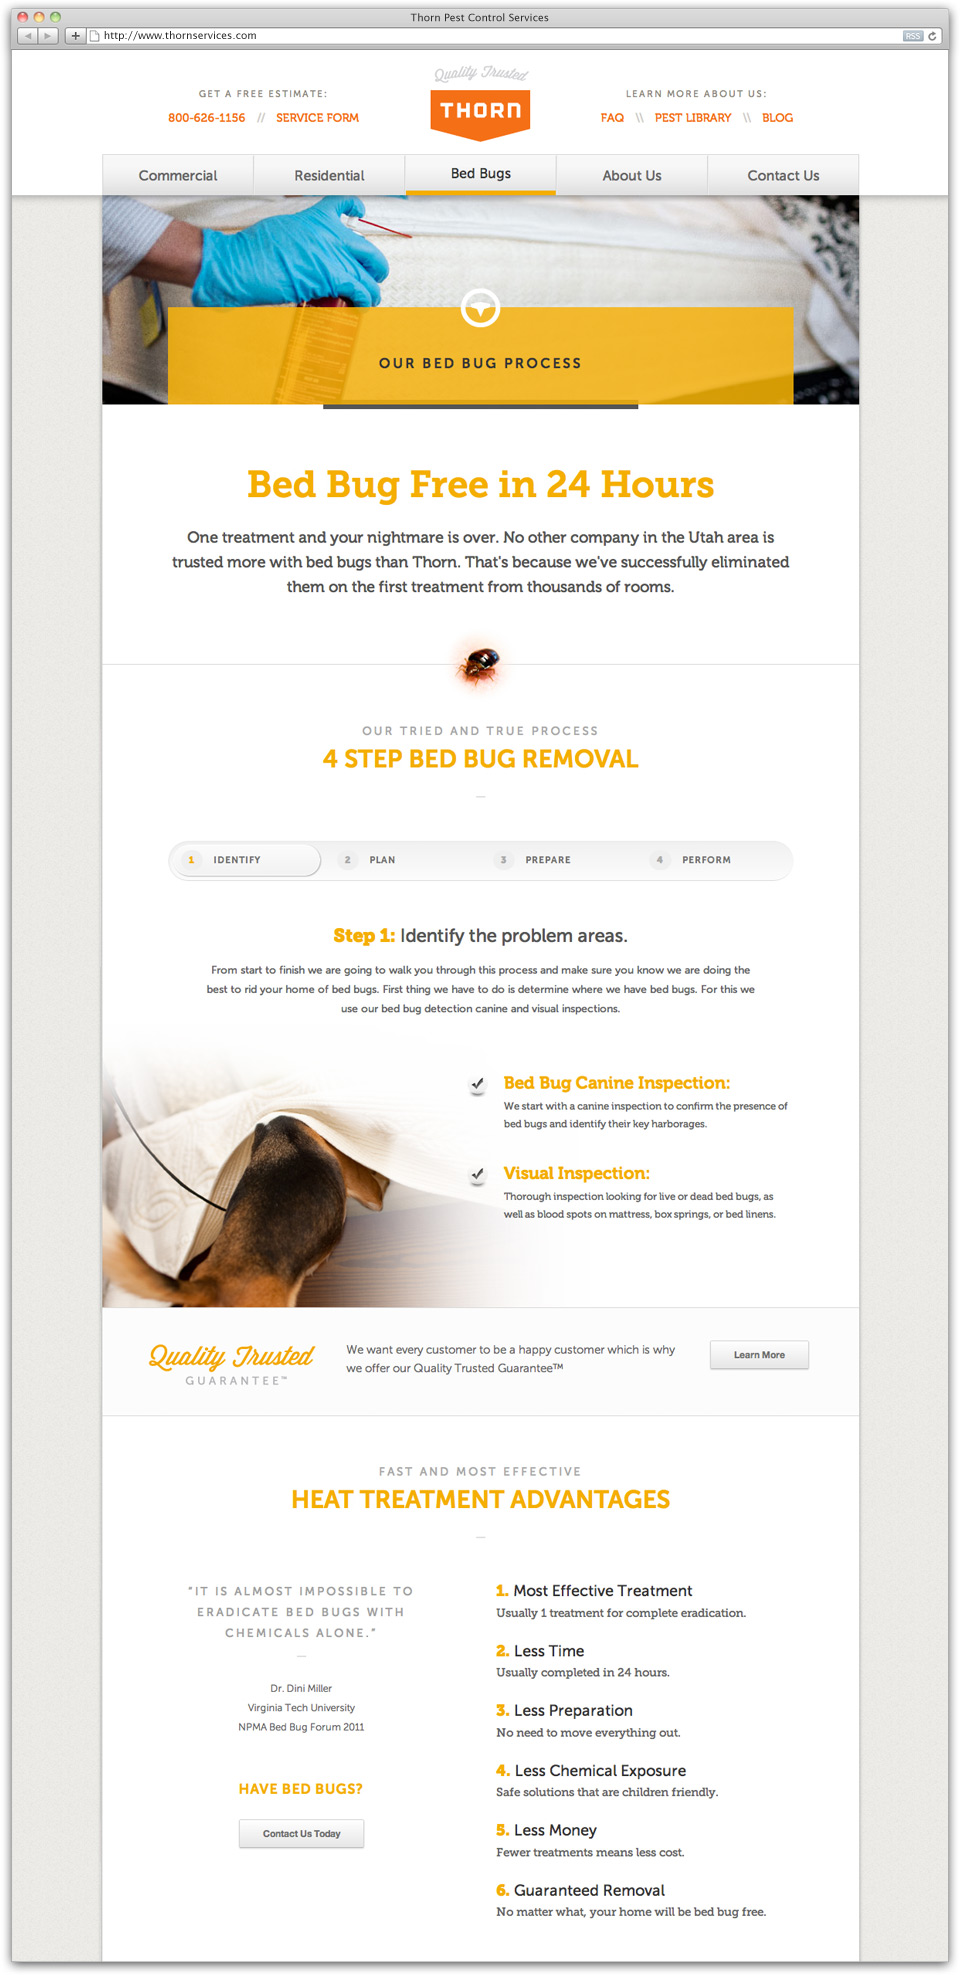 Thorn Pest Control Services
http://www.thornservices.com
RSS
Quality Trusted
THORN
GET A FREE ESTIMATE:
800-626-1156 // SERVICE FORM
LEARN MORE ABOUT US:
FAQ \\ PEST LIBRARY \\ BLOG
Commercial
Residential
Bed Bugs
About Us
Contact Us
OUR BED BUG PROCESS
Bed Bug Free in 24 Hours
One treatment and your nightmare is over. No other company in the Utah area is
trusted more with bed bugs than Thorn. That's because we've successfully eliminated
them on the first treatment from thousands of rooms.
OUR TRIED AND TRUE PROCESS
4 STEP BED BUG REMOVAL
1 IDENTIFY
2 PLAN
3 PREPARE
4 PERFORM
Step 1: Identify the problem areas.
From start to finish we are going to walk you through this process and make sure you know we are doing the
best to rid your home of bed bugs. First thing we have to do is determine where we have bed bugs. For this we
use our bed bug detection canine and visual inspections.
Bed Bug Canine Inspection:
We start with a canine inspection to confirm the presence of
bed bugs and identify their key harborages.
Visual Inspection:
Thorough inspection looking for live or dead bed bugs, as
well as blood spots on mattress, box springs, or bed linens.
Quality Trusted
GUARANTEE™
We want every customer to be a happy customer which is why
we offer our Quality Trusted Guarantee™
Learn More
FAST AND MOST EFFECTIVE
HEAT TREATMENT ADVANTAGES
“IT IS ALMOST IMPOSSIBLE TO
ERADICATE BED BUGS WITH
CHEMICALS ALONE.”
Dr. Dini Miller
Virginia Tech University
NPMA Bed Bug Forum 2011
HAVE BED BUGS?
Contact Us Today
1. Most Effective Treatment
Usually 1 treatment for complete eradication.
2. Less Time
Usually completed in 24 hours.
3. Less Preparation
No need to move everything out.
4. Less Chemical Exposure
Safe solutions that are children friendly.
5. Less Money
Fewer treatments means less cost.
6. Guaranteed Removal
No matter what, your home will be bed bug free.